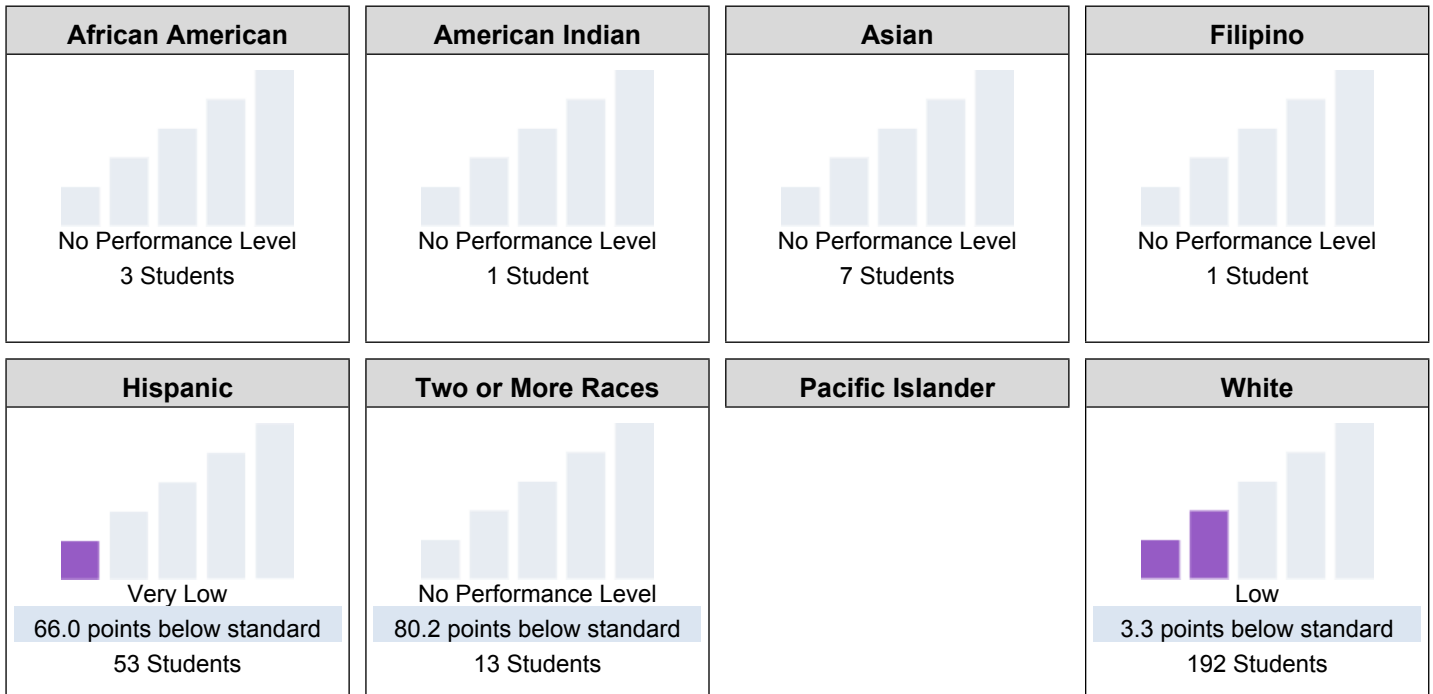 African American
No Performance Level
3 Students
American Indian
No Performance Level
1 Student
Asian
No Performance Level
7 Students
Filipino
No Performance Level
1 Student
Hispanic
Very Low
66.0 points below standard
53 Students
Two or More Races
No Performance Level
80.2 points below standard
13 Students
Pacific Islander
White
Low
3.3 points below standard
192 Students